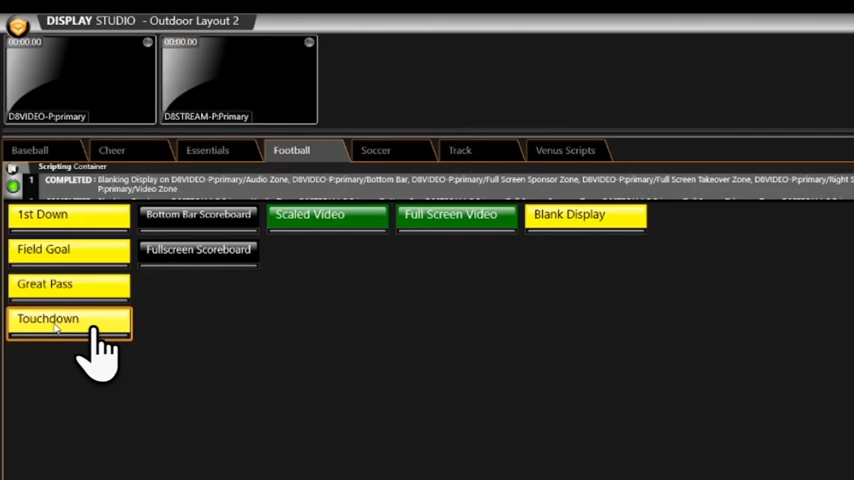 DISPLAY STUDIO - Outdoor Layout 2
00:00.00
00:00.00
D8VIDEO-P:primary
D8STREAM-P:Primary
Baseball
Cheer
Essentials
Football
Soccer
Track
Venus Scripts
Scripting Container
1
COMPLETED : Blanking Display on D8VIDEO-P:primary/Audio Zone, D8VIDEO-P:primary/Bottom Bar, D8VIDEO-P:primary/Full Screen Sponsor Zone, D8VIDEO-P:primary/Full Screen Takeover Zone, D8VIDEO-P:primary/Right S
P:primary/Video Zone
1st Down
Bottom Bar Scoreboard
Scaled Video
Full Screen Video
Blank Display
Field Goal
Fullscreen Scoreboard
Great Pass
Touchdown